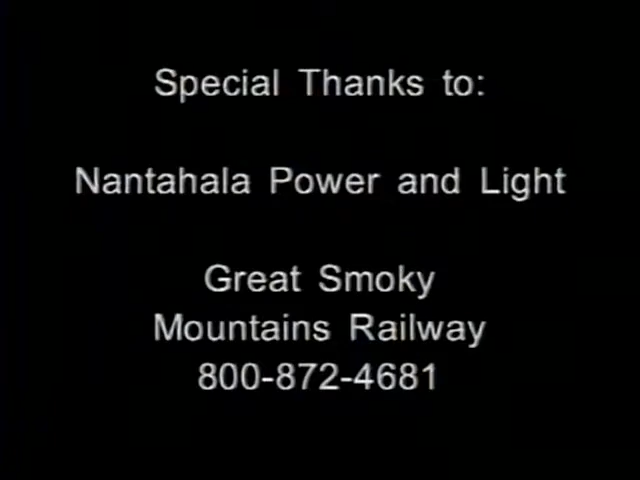 Special Thanks to:
Nantahala Power and Light
Great Smoky
Mountains Railway
800-872-4681